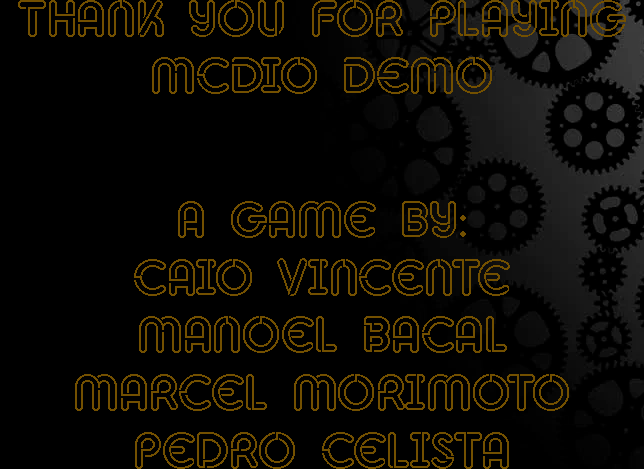 THANK YOU FOR PLAYING
MCDIO DEMO
A GAME BY:
CAIO VINCENTE
MANOEL BACAL
MARCEL MORIMOTO
PEDRO CELISTA